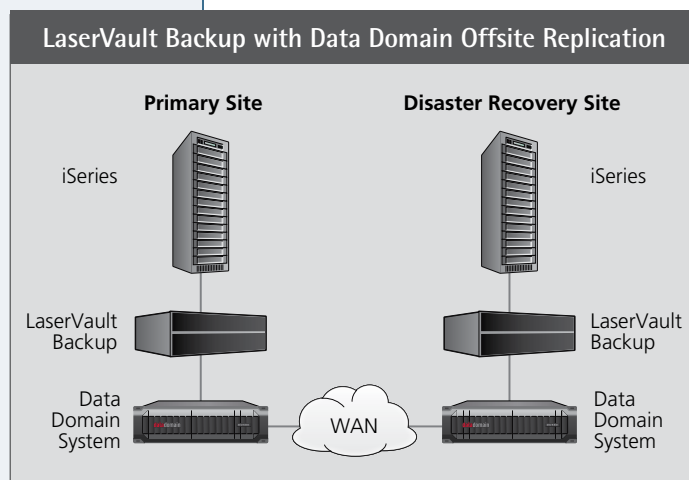 LaserVault Backup with Data Domain Offsite Replication
Primary Site
Disaster Recovery Site
iSeries
iSeries
LaserVault
Backup
LaserVault
Backup
Data
Domain
System
WAN
Data
Domain
System